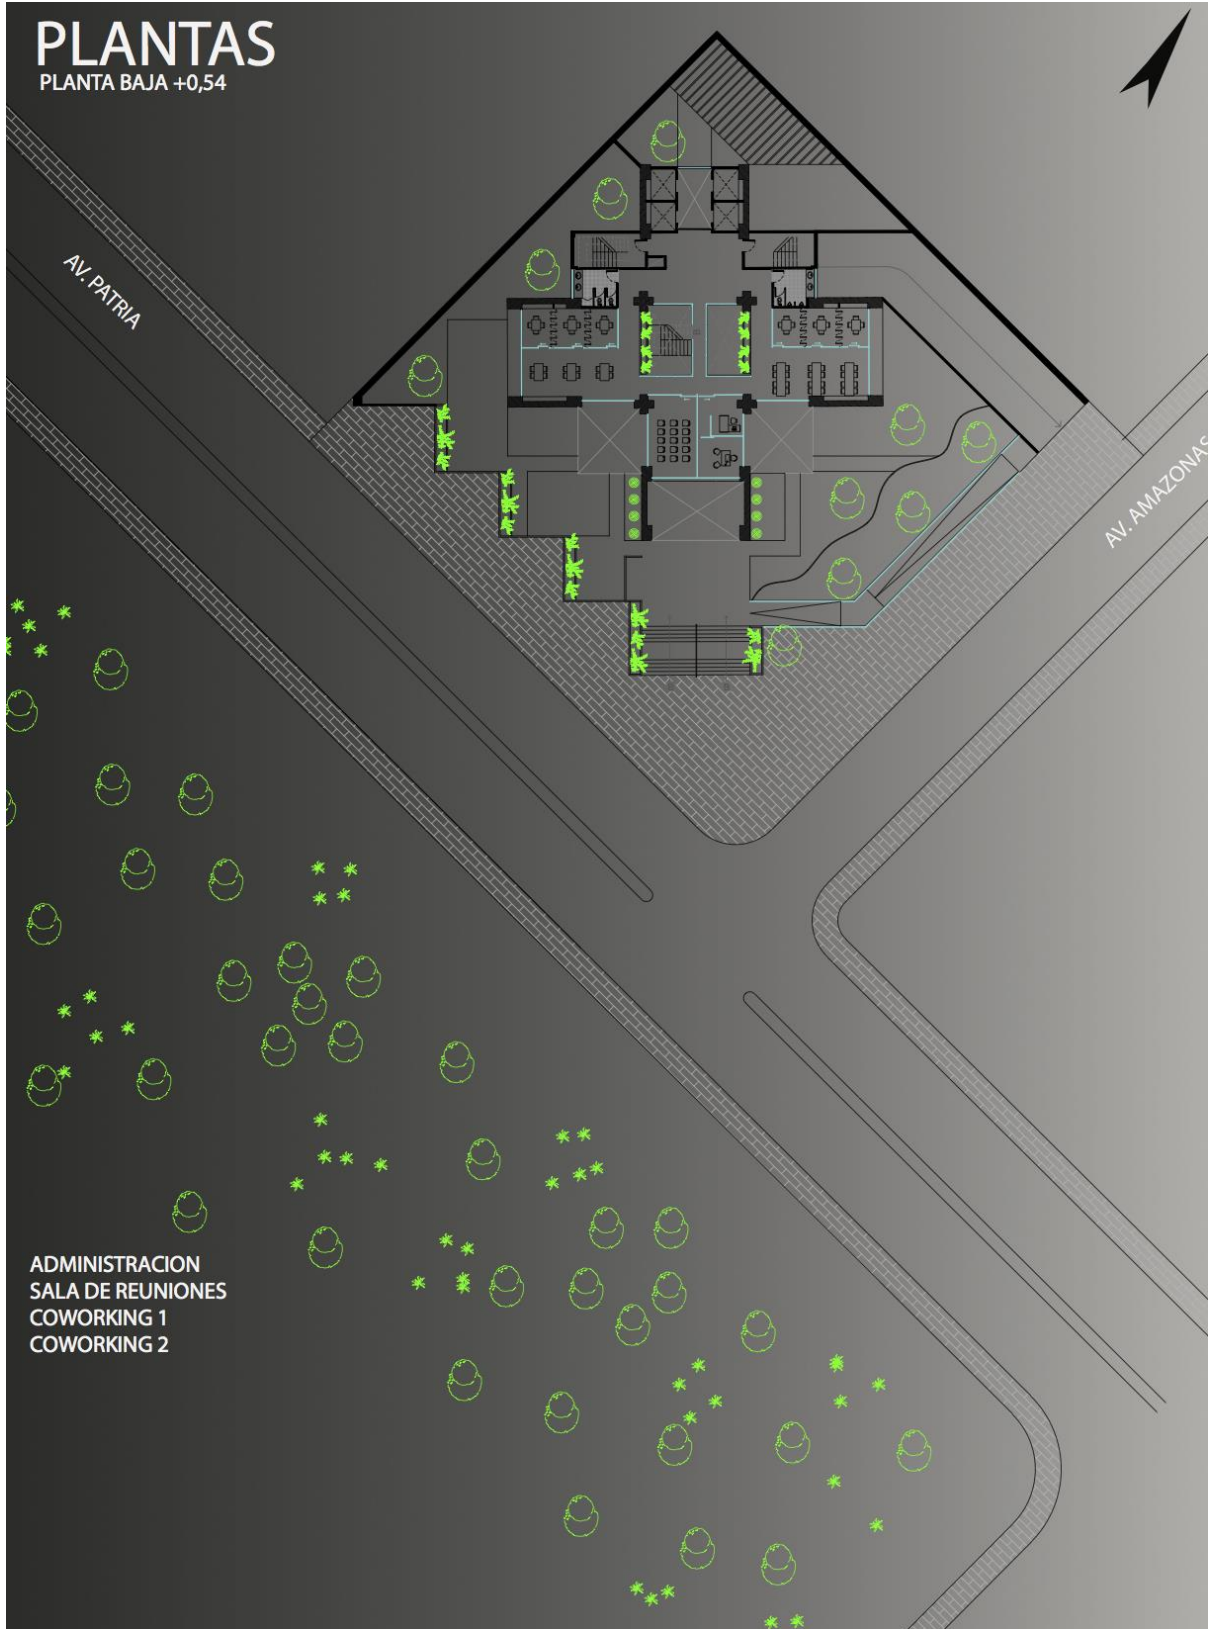 PLANTAS
PLANTA BAJA +0,54
AV. PATRIA
AV. AMAZONAS
ADMINISTRACION
SALA DE REUNIONES
COWORKING 1
COWORKING 2